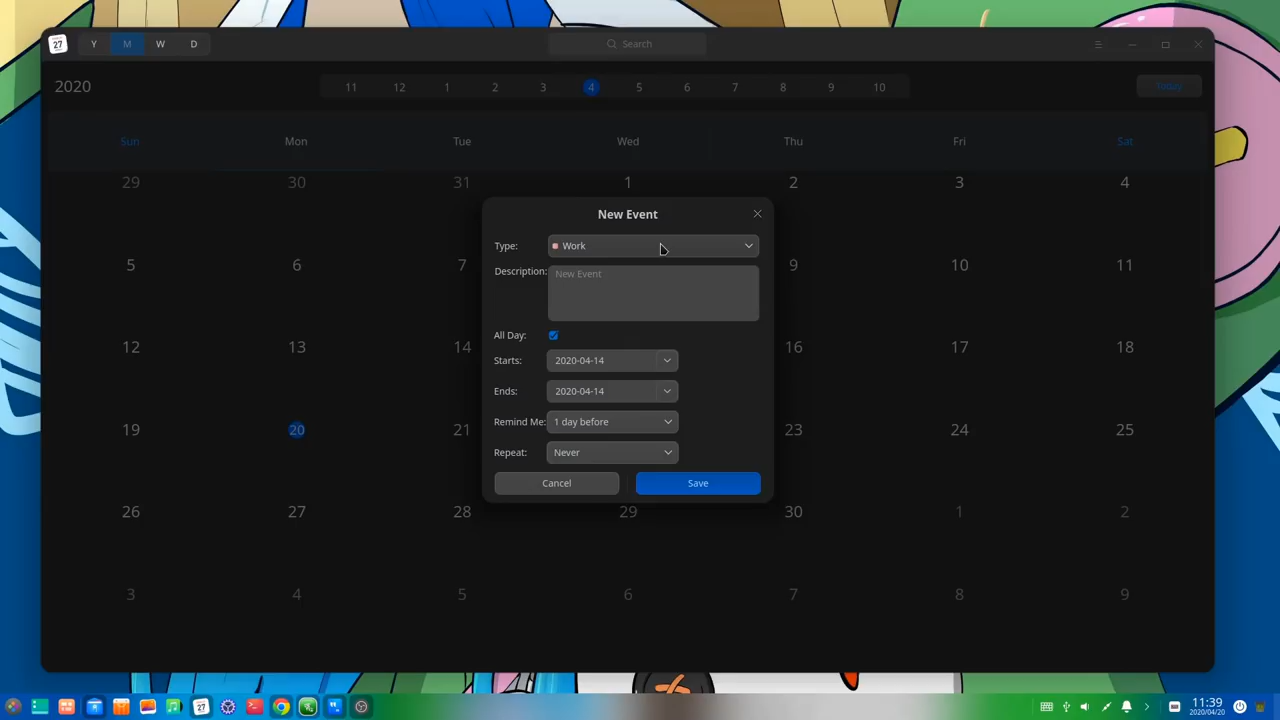 27 Y M W D Search
2020 11 12 1 2 3 4 5 6 7 8 9 10 Today
Sun Mon Tue Wed Thu Fri Sat
29 30 31 1 2 3 4
New Event
Type: Work
Description: New Event
5 6 7 9 10 11
All Day:
12 13 14 16 17 18
Starts: 2020-04-14
Ends: 2020-04-14
Remind Me: 1 day before
19 20 21 23 24 25
Repeat: Never
Cancel Save
26 27 28 29 30 1 2
3 4 5 6 7 8 9
27
11:39
2020/04/20